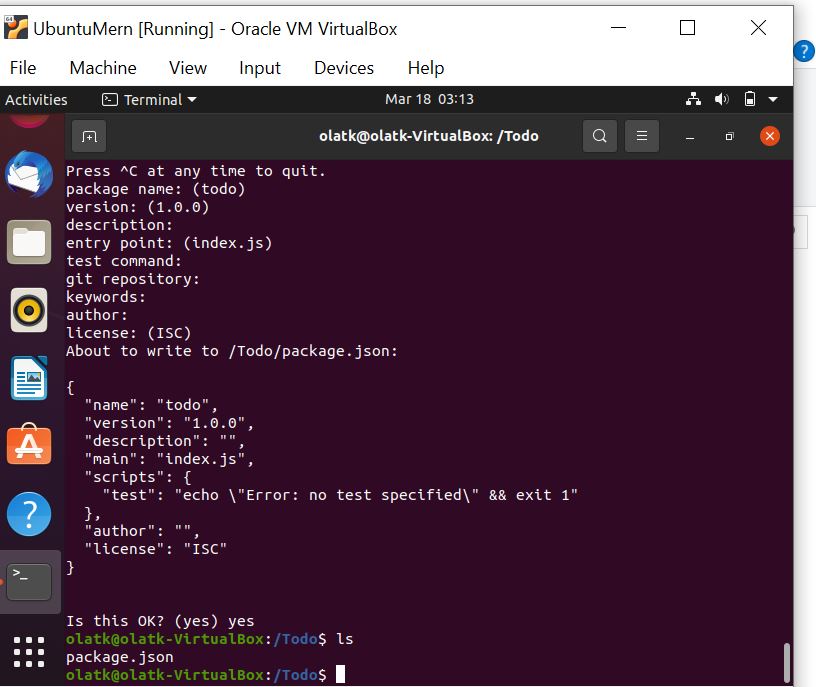 UbuntuMern [Running] - Oracle VM VirtualBox
File Machine View Input Devices Help
Activities Terminal Mar 18 03:13
olatk@olatk-VirtualBox: /Todo
Press ^C at any time to quit.
package name: (todo)
version: (1.0.0)
description:
entry point: (index.js)
test command:
git repository:
keywords:
author:
license: (ISC)
About to write to /Todo/package.json:
{
  "name": "todo",
  "version": "1.0.0",
  "description": "",
  "main": "index.js",
  "scripts": {
    "test": "echo \"Error: no test specified\" && exit 1"
  },
  "author": "",
  "license": "ISC"
}
Is this OK? (yes) yes
olatk@olatk-VirtualBox:/Todo$ ls
package.json
olatk@olatk-VirtualBox:/Todo$